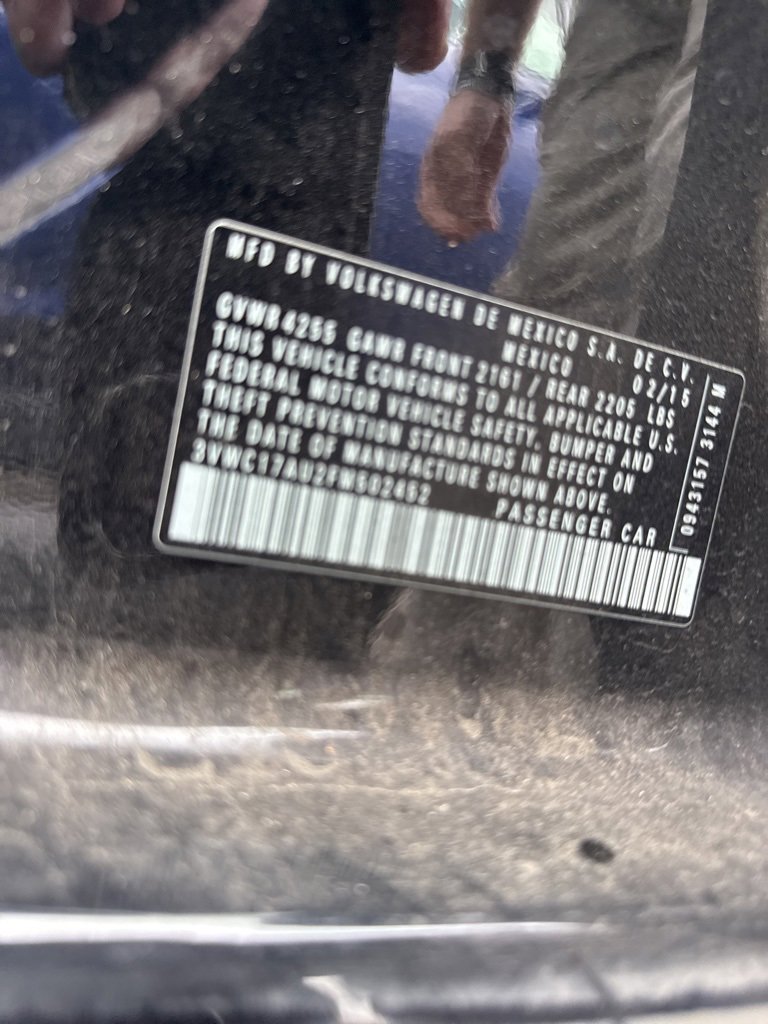 MFD BY VOLKSWAGEN DE MEXICO S.A. DE C.V.
MEXICO 02/15
GVWR 4255 GAWR FRONT 2161 / REAR 2205 LBS
THIS VEHICLE CONFORMS TO ALL APPLICABLE U.S.
FEDERAL MOTOR VEHICLE SAFETY, BUMPER AND
THEFT PREVENTION STANDARDS IN EFFECT ON
THE DATE OF MANUFACTURE SHOWN ABOVE.
3VWC17AU2FM502452 PASSENGER CAR
0943157 3144 M